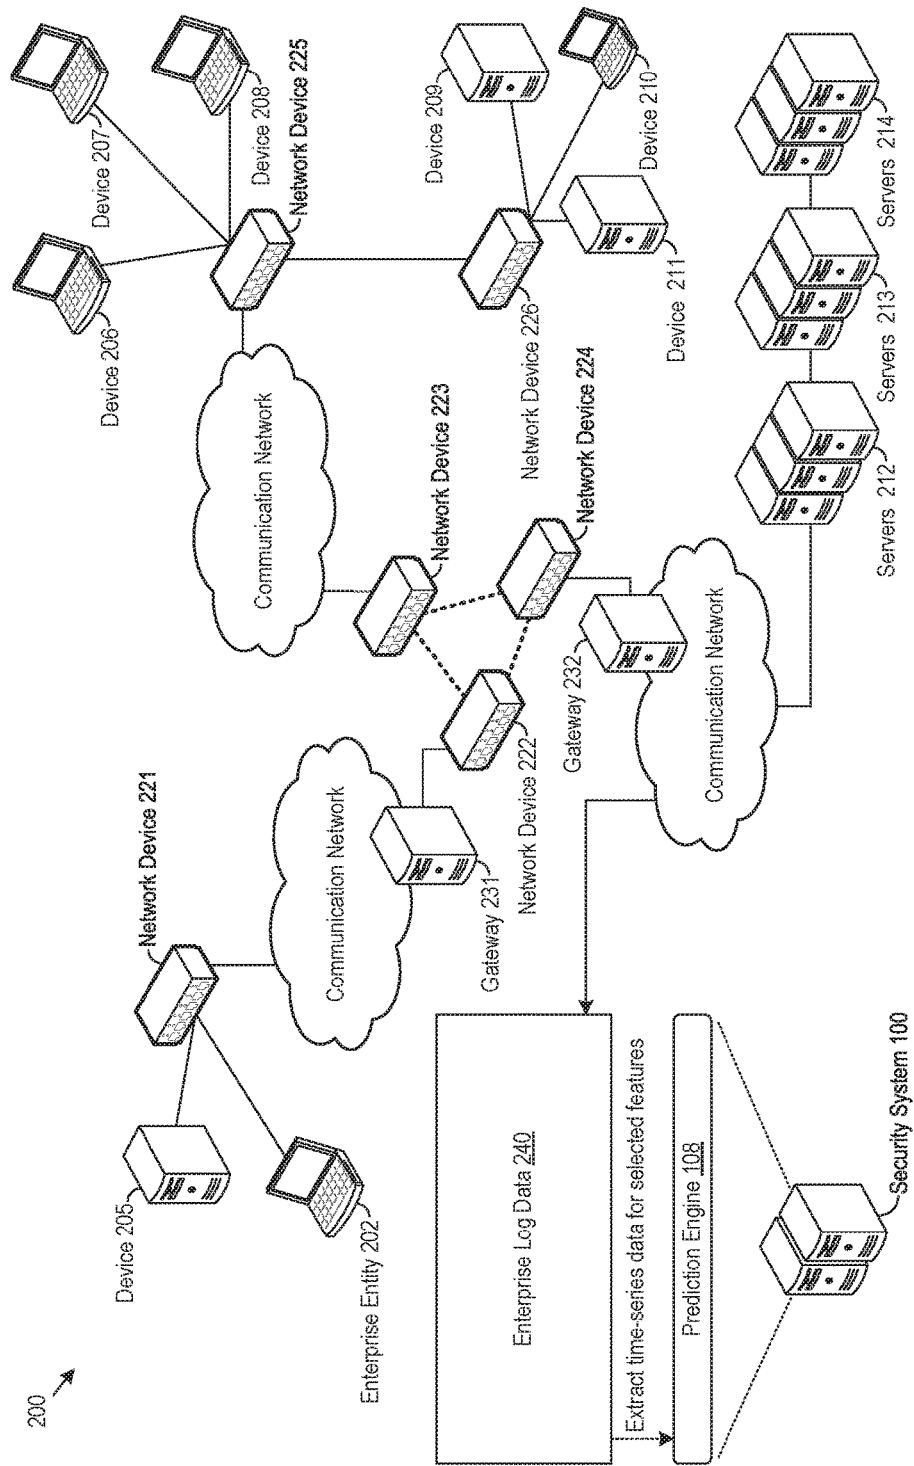 200
Device 205
Enterprise Entity 202
Network Device 221
Communication Network
Gateway 231
Network Device 222
Network Device 223
Network Device 224
Communication Network
Device 206
Device 207
Device 208
Network Device 225
Device 209
Device 210
Device 211
Network Device 226
Gateway 232
Communication Network
Servers 212
Servers 213
Servers 214
Enterprise Log Data 240
Extract time-series data for selected features
Prediction Engine 108
Security System 100